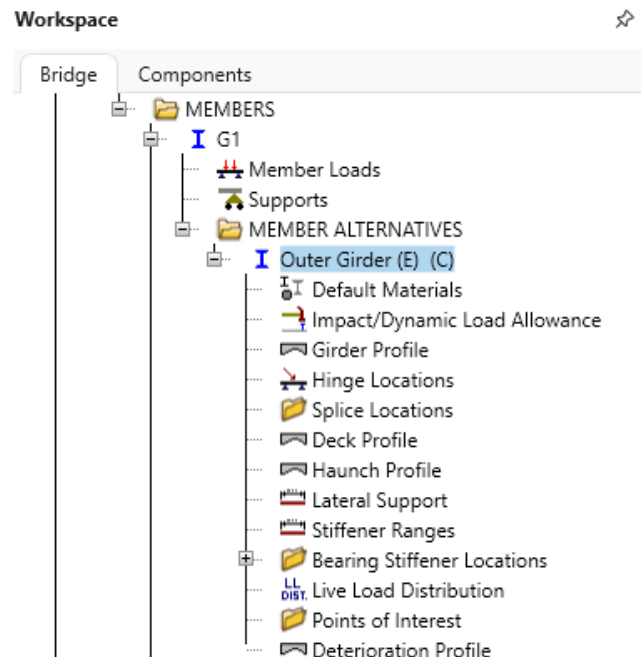 Workspace
Bridge Components
MEMBERS
G1
Member Loads
Supports
MEMBER ALTERNATIVES
Outer Girder (E) (C)
Default Materials
Impact/Dynamic Load Allowance
Girder Profile
Hinge Locations
Splice Locations
Deck Profile
Haunch Profile
Lateral Support
Stiffener Ranges
Bearing Stiffener Locations
LL DIST. Live Load Distribution
Points of Interest
Deterioration Profile